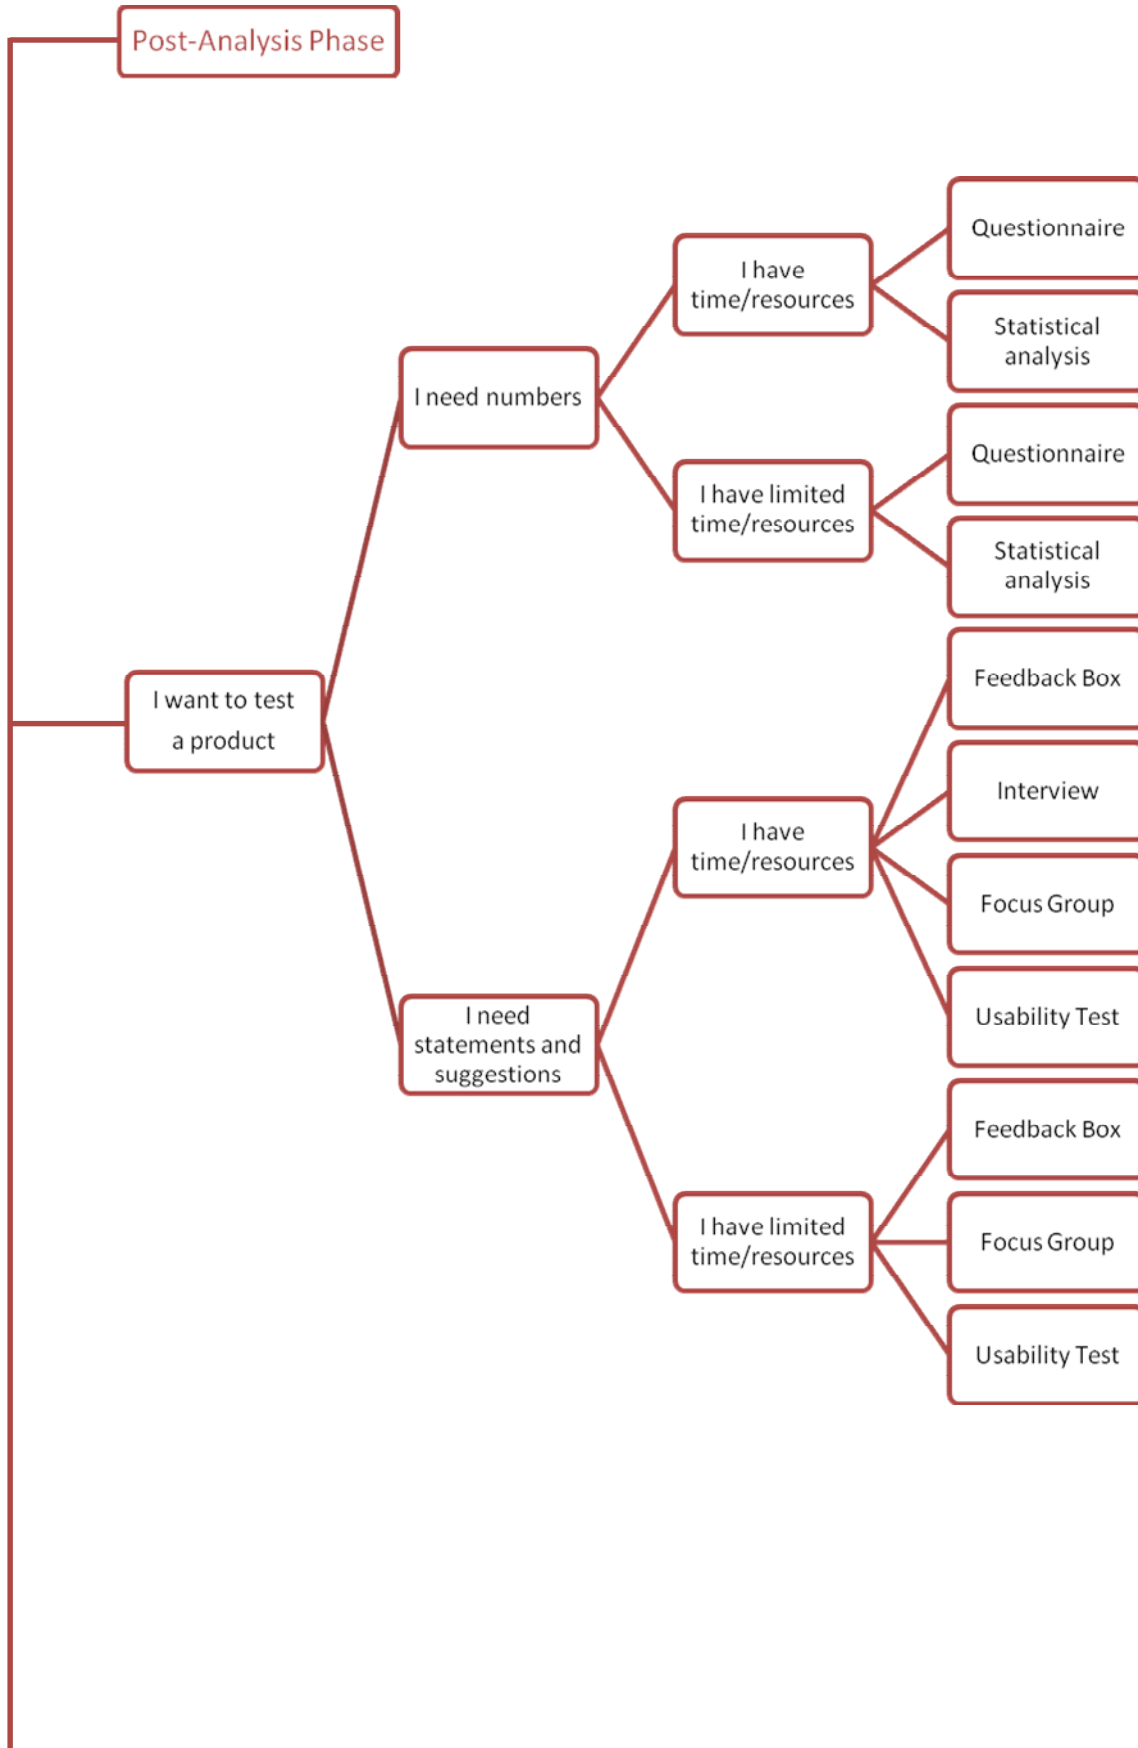 Post-Analysis Phase
Questionnaire
I have
time/resources
Statistical
analysis
I need numbers
Questionnaire
I have limited
time/resources
Statistical
analysis
I want to test
a product
Feedback Box
Interview
I have
time/resources
Focus Group
Usability Test
I need
statements and
suggestions
Feedback Box
I have limited
time/resources
Focus Group
Usability Test